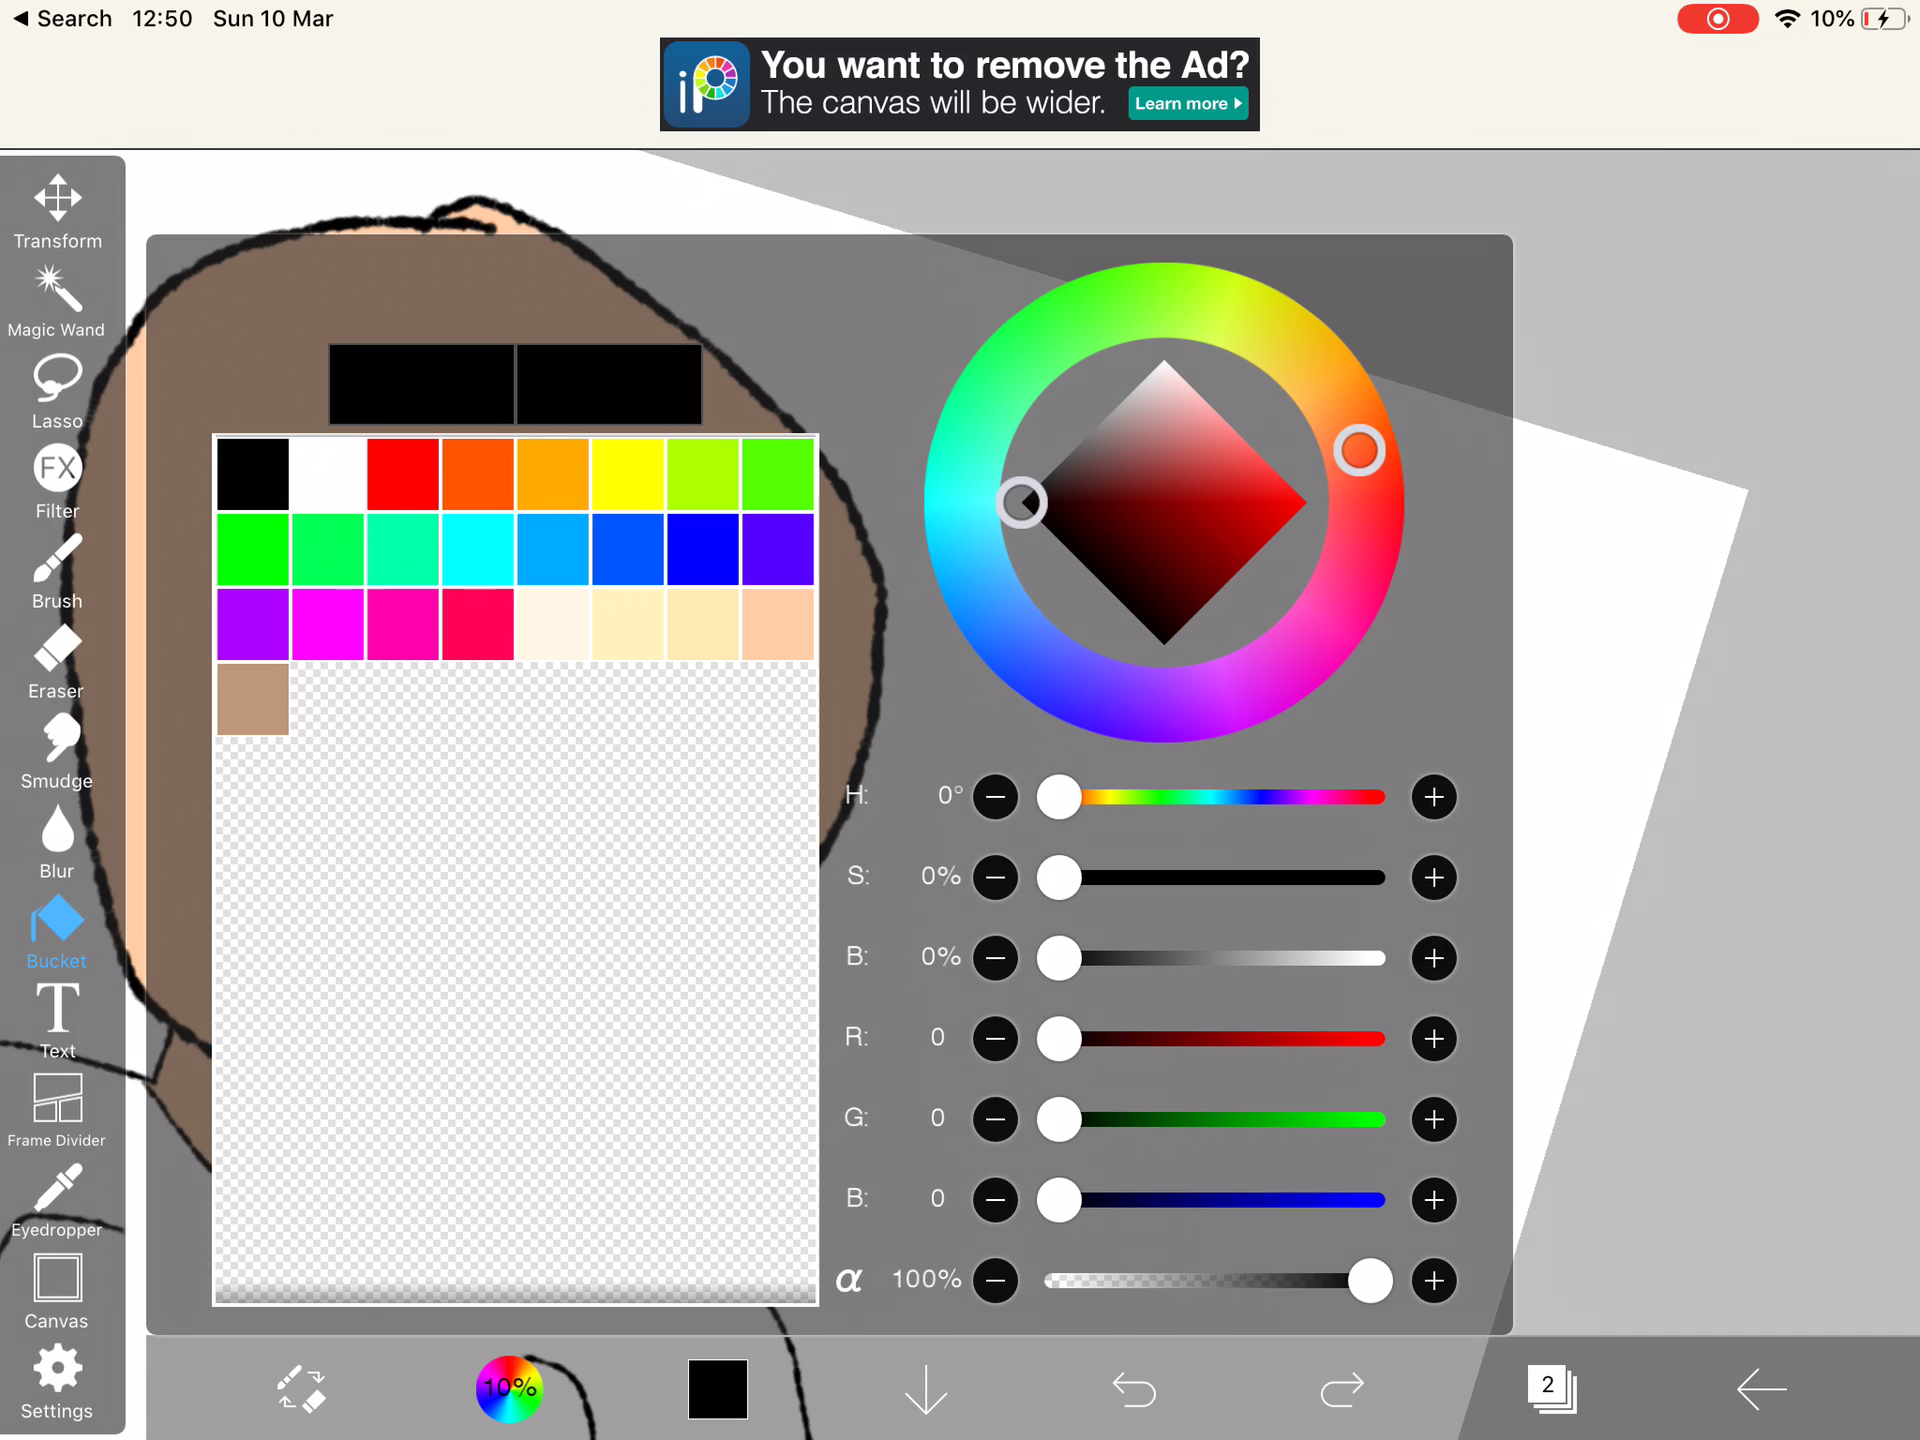 Search 12:50 Sun 10 Mar 10%
iP
You want to remove the Ad?
The canvas will be wider. Learn more
Transform
Magic Wand
Lasso
FX
Filter
Brush
Eraser
Smudge
Blur
Bucket
T
Text
Frame Divider
Eyedropper
Canvas
Settings
H: 0°
S: 0%
B: 0%
R: 0
G: 0
B: 0
α 100%
10%
2